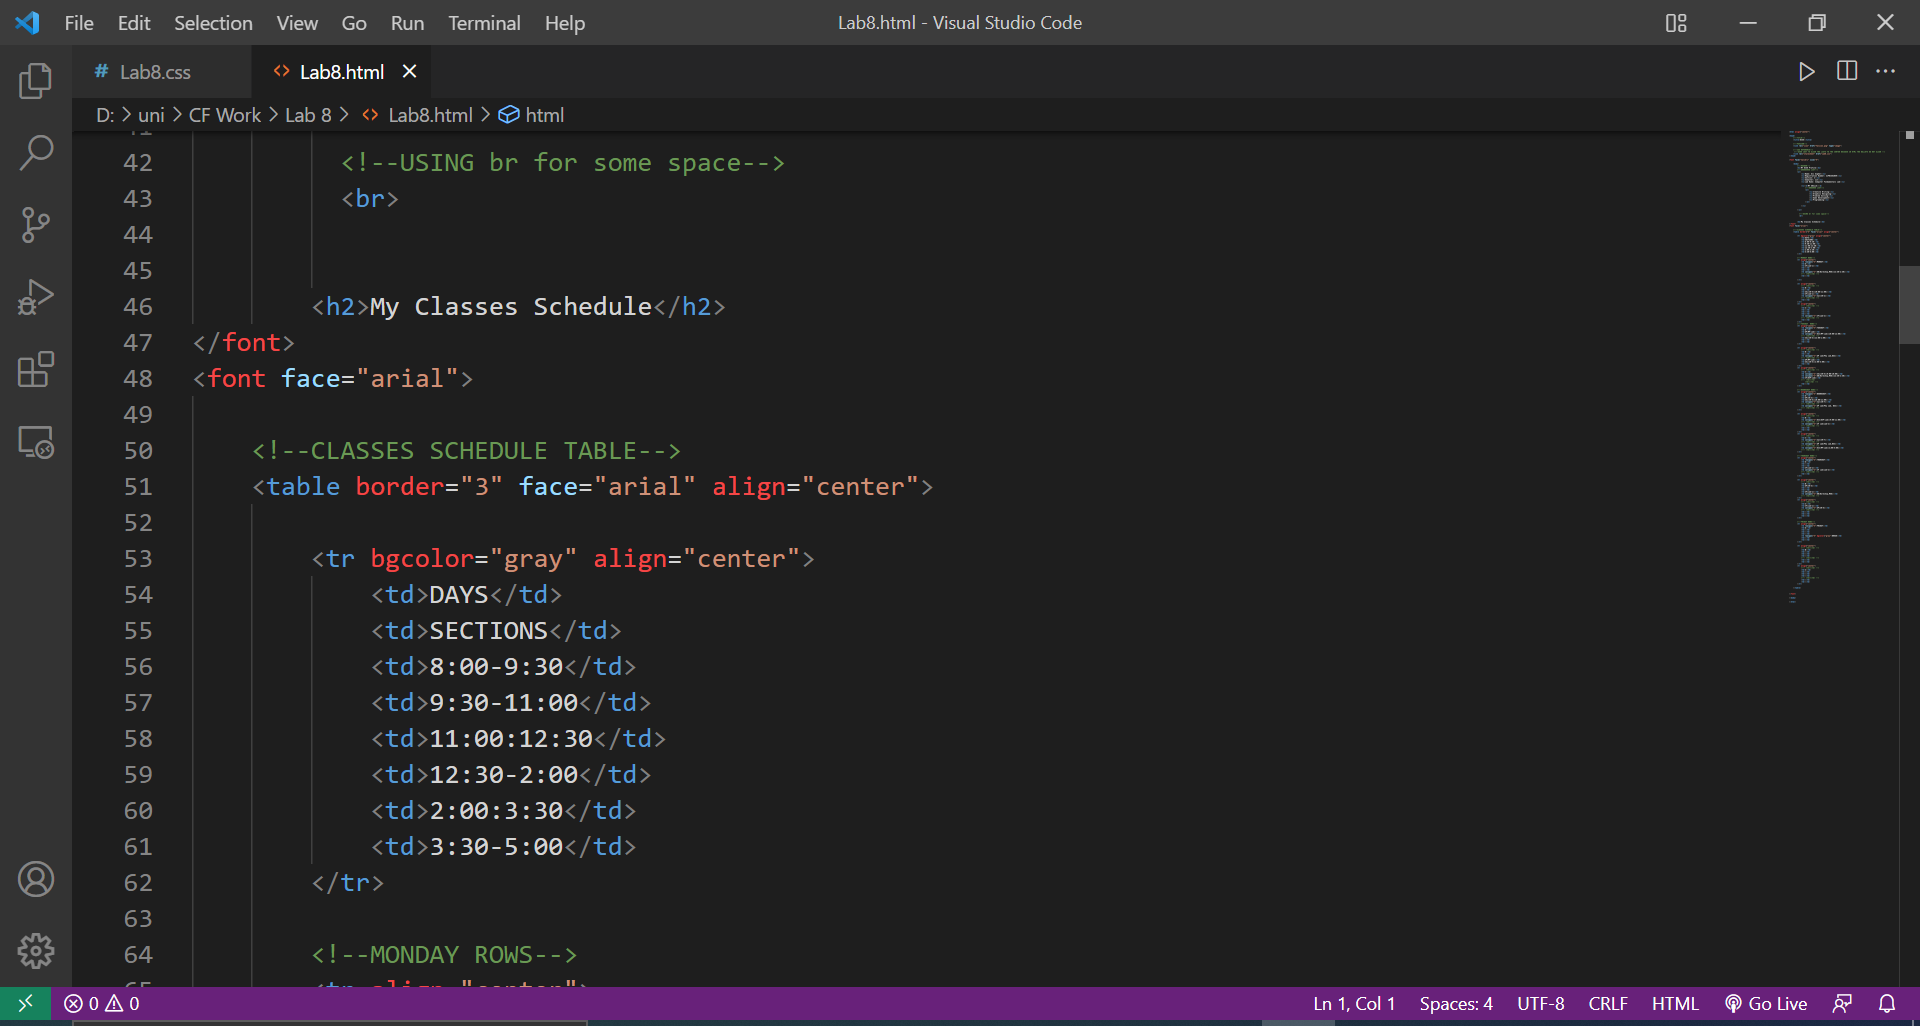 File Edit Selection View Go Run Terminal Help Lab8.html - Visual Studio Code
# Lab8.css <> Lab8.html
D: > uni > CF Work > Lab 8 > <> Lab8.html > html
42 <!--USING br for some space-->
43 <br>
44
45
46 <h2>My Classes Schedule</h2>
47 </font>
48 <font face="arial">
49
50 <!--CLASSES SCHEDULE TABLE-->
51 <table border="3" face="arial" align="center">
52
53 <tr bgcolor="gray" align="center">
54 <td>DAYS</td>
55 <td>SECTIONS</td>
56 <td>8:00-9:30</td>
57 <td>9:30-11:00</td>
58 <td>11:00:12:30</td>
59 <td>12:30-2:00</td>
60 <td>2:00:3:30</td>
61 <td>3:30-5:00</td>
62 </tr>
63
64 <!--MONDAY ROWS-->
65 <tr align="center">
0 0 Ln 1, Col 1 Spaces: 4 UTF-8 CRLF HTML Go Live